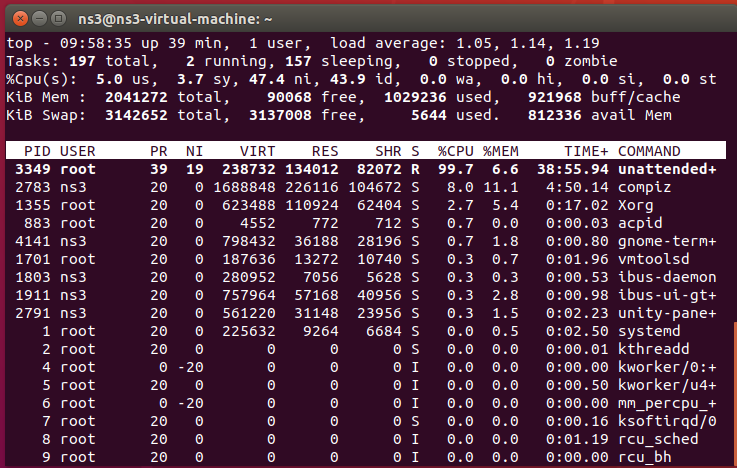 ns3@ns3-virtual-machine: ~
top - 09:58:35 up 39 min,  1 user,  load average: 1.05, 1.14, 1.19
Tasks: 197 total,   2 running, 157 sleeping,   0 stopped,   0 zombie
%Cpu(s):  5.0 us,  3.7 sy, 47.4 ni, 43.9 id,  0.0 wa,  0.0 hi,  0.0 si,  0.0 st
KiB Mem :  2041272 total,    90068 free,  1029236 used,   921968 buff/cache
KiB Swap:  3142652 total,  3137008 free,     5644 used.   812336 avail Mem
PID USER      PR  NI    VIRT    RES    SHR S  %CPU %MEM     TIME+ COMMAND
3349 root      39  19  238732 134012  82072 R  99.7  6.6  38:55.94 unattended+
2783 ns3       20   0 1688848 226116 104672 S   8.0 11.1   4:50.14 compiz
1355 root      20   0  623488 110924  62404 S   2.7  5.4   0:17.02 Xorg
883 root      20   0    4552    772    712 S   0.7  0.0   0:00.03 acpid
4141 ns3       20   0  798432  36188  28196 S   0.7  1.8   0:00.80 gnome-term+
1701 root      20   0  187636  13272  10740 S   0.3  0.7   0:01.96 vmtoolsd
1803 ns3       20   0  280952   7056   5628 S   0.3  0.3   0:00.53 ibus-daemon
1911 ns3       20   0  757964  57168  40956 S   0.3  2.8   0:00.98 ibus-ui-gt+
2791 ns3       20   0  561220  31148  23956 S   0.3  1.5   0:02.23 unity-pane+
1 root      20   0  225632   9264   6684 S   0.0  0.5   0:02.50 systemd
2 root      20   0       0      0      0 S   0.0  0.0   0:00.01 kthreadd
4 root       0 -20       0      0      0 I   0.0  0.0   0:00.00 kworker/0:+
5 root      20   0       0      0      0 I   0.0  0.0   0:00.50 kworker/u4+
6 root       0 -20       0      0      0 I   0.0  0.0   0:00.00 mm_percpu_+
7 root      20   0       0      0      0 S   0.0  0.0   0:00.16 ksoftirqd/0
8 root      20   0       0      0      0 I   0.0  0.0   0:01.19 rcu_sched
9 root      20   0       0      0      0 I   0.0  0.0   0:00.00 rcu_bh